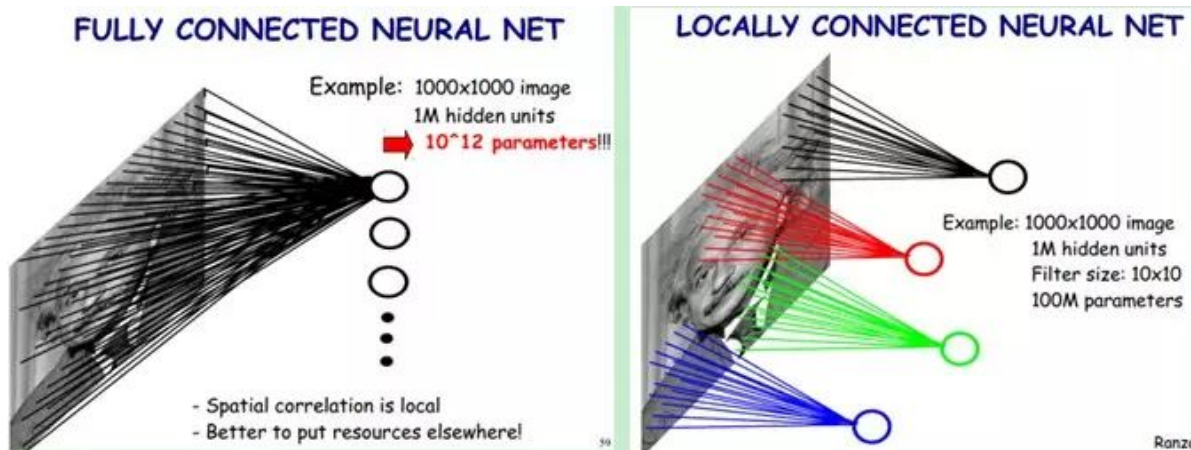 FULLY CONNECTED NEURAL NET
Example: 1000x1000 image
1M hidden units
10^12 parameters!!!
- Spatial correlation is local
- Better to put resources elsewhere!
59
LOCALLY CONNECTED NEURAL NET
Example: 1000x1000 image
1M hidden units
Filter size: 10x10
100M parameters
Ranza